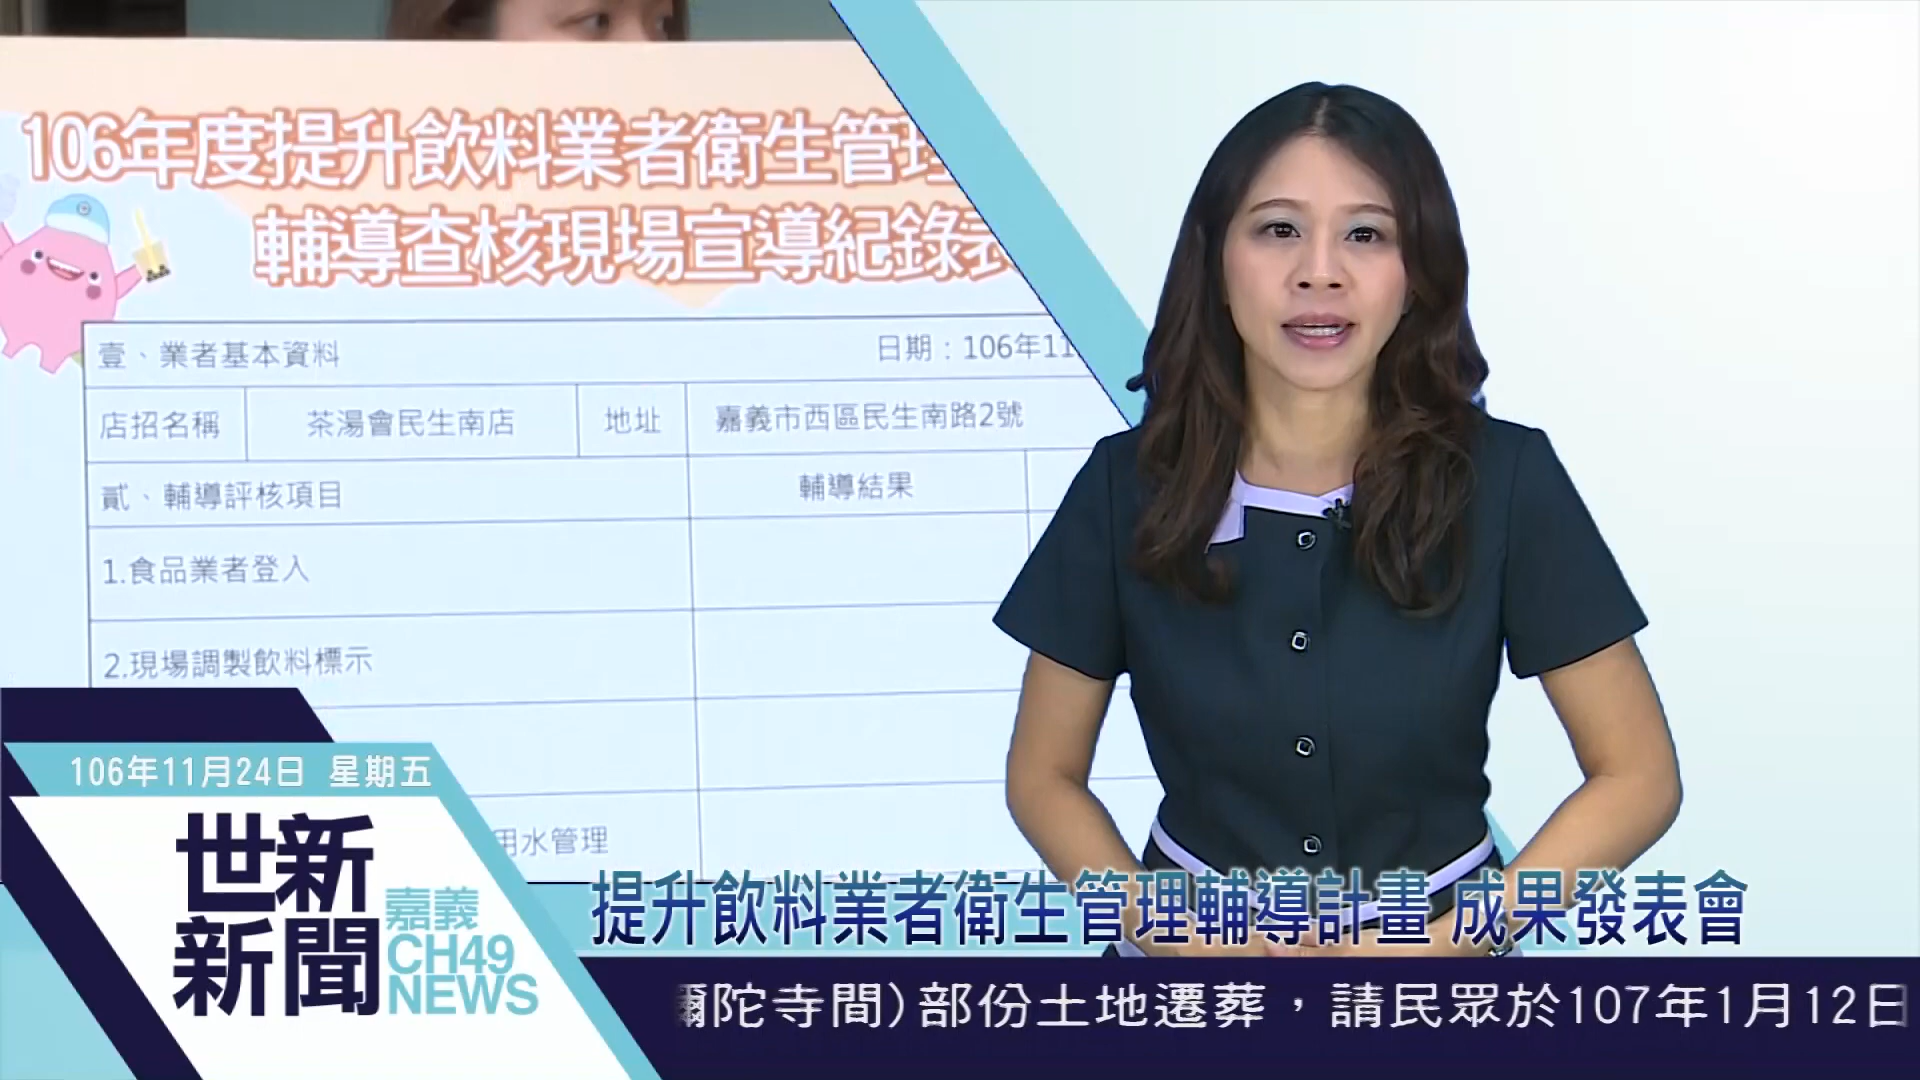 106年度提升飲料業者衛生管理
輔導查核現場宣導紀錄表
壹、業者基本資料
日期：106年11
店招名稱
茶湯會民生南店
地址
嘉義市西區民生南路2號
貳、輔導評核項目
輔導結果
1.食品業者登入
2.現場調製飲料標示
用水管理
106年11月24日 星期五
世新
新聞
嘉義
CH49
NEWS
提升飲料業者衛生管理輔導計畫 成果發表會
彌陀寺間)部份土地遷葬，請民眾於107年1月12日